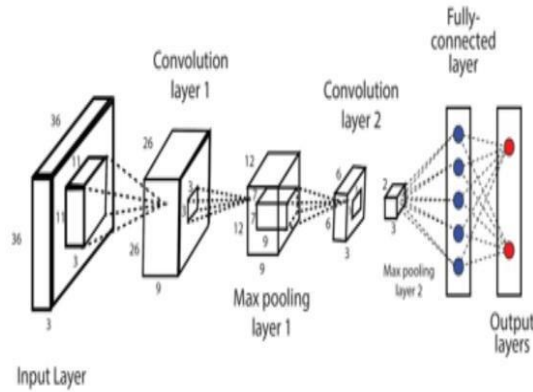 Fully-
connected
layer
Convolution
layer 1
Convolution
layer 2
36
36
3
11
11
3
26
26
9
3
3
12
12
9
7
7
9
6
6
3
2
3
Max pooling
layer 1
Max pooling
layer 2
Output
layers
Input Layer